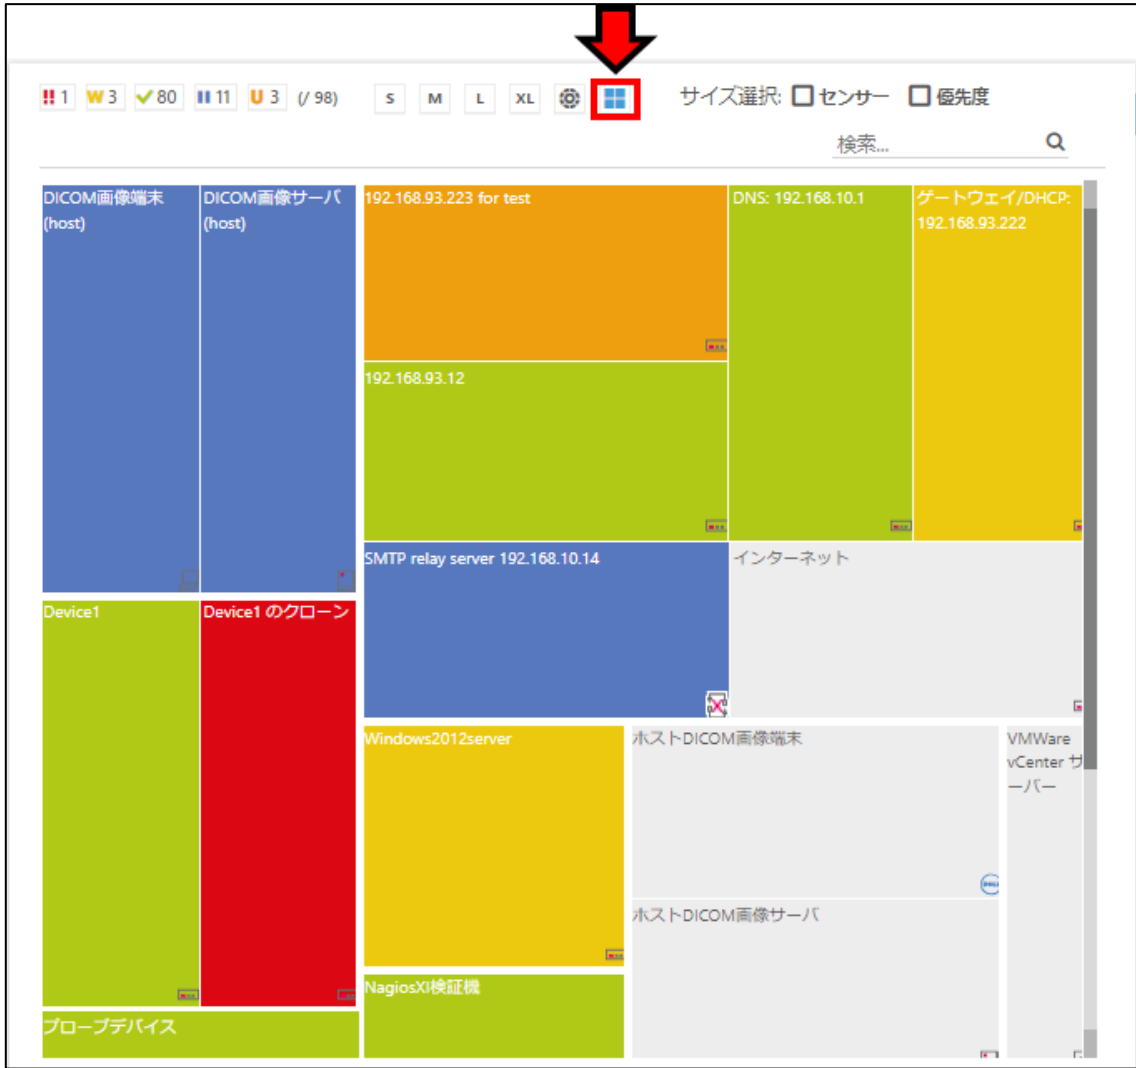 !! 1 W 3 80 11 U 3 (/ 98) S M L XL サイズ選択: センサー 優先度
検索...
DICOM画像端末
(host)
DICOM画像サーバ
(host)
192.168.93.223 for test
DNS: 192.168.10.1
ゲートウェイ/DHCP:
192.168.93.222
192.168.93.12
SMTP relay server 192.168.10.14
インターネット
Device1
Device1 のクローン
Windows2012server
ホストDICOM画像端末
VMWare
vCenter サ
ーバー
DELL
ホストDICOM画像サーバ
NagiosXI検証機
プローブデバイス